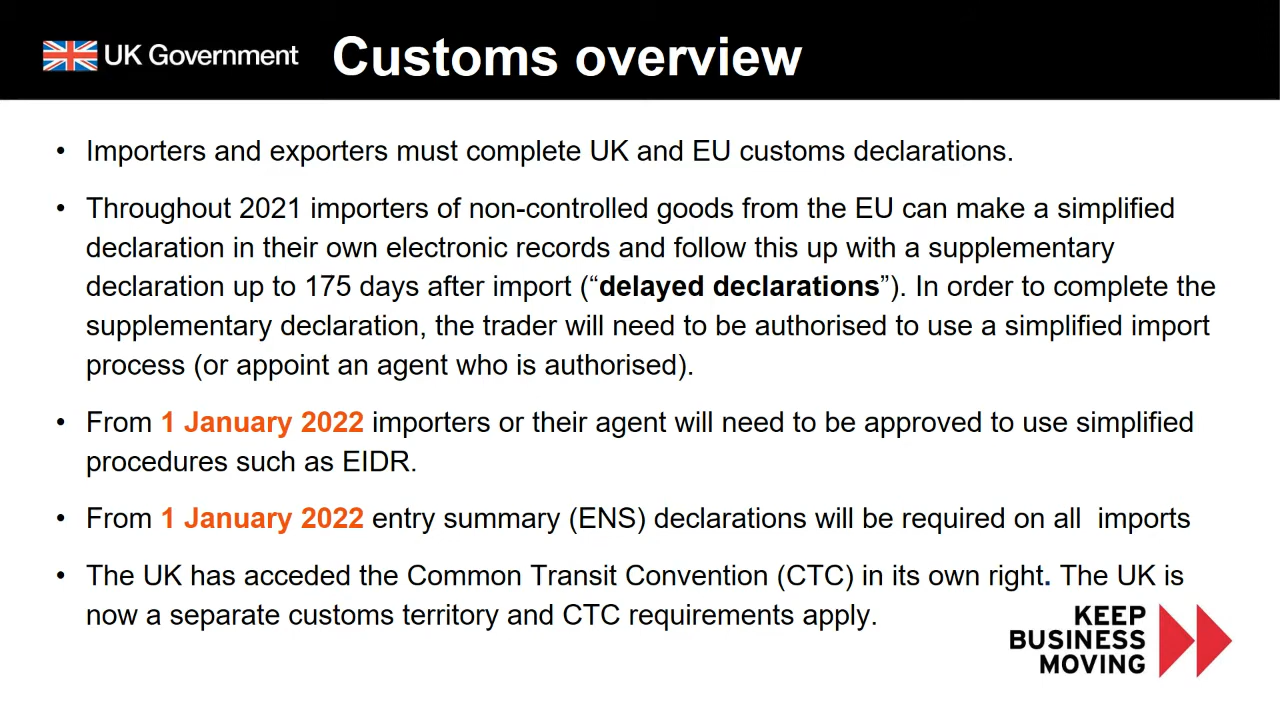 UK Government
Customs overview
• Importers and exporters must complete UK and EU customs declarations.
• Throughout 2021 importers of non-controlled goods from the EU can make a simplified
declaration in their own electronic records and follow this up with a supplementary
declaration up to 175 days after import (“delayed declarations”). In order to complete the
supplementary declaration, the trader will need to be authorised to use a simplified import
process (or appoint an agent who is authorised).
• From 1 January 2022 importers or their agent will need to be approved to use simplified
procedures such as EIDR.
• From 1 January 2022 entry summary (ENS) declarations will be required on all  imports
• The UK has acceded the Common Transit Convention (CTC) in its own right. The UK is
now a separate customs territory and CTC requirements apply.
KEEP
BUSINESS
MOVING